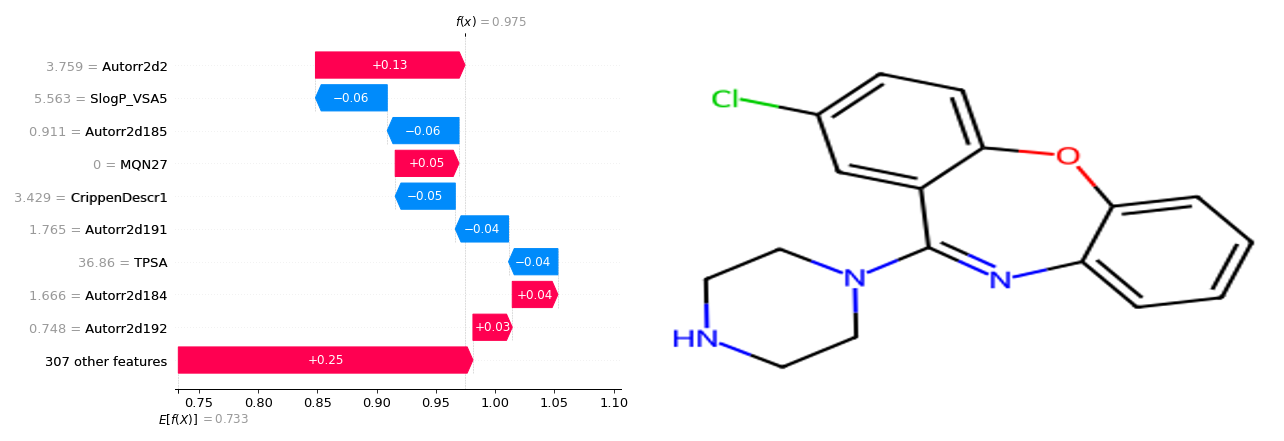 f(x) = 0.975
3.759 = Autorr2d2
+0.13
5.563 = SlogP_VSA5
−0.06
0.911 = Autorr2d185
−0.06
0 = MQN27
+0.05
3.429 = CrippenDescr1
−0.05
1.765 = Autorr2d191
−0.04
36.86 = TPSA
−0.04
1.666 = Autorr2d184
+0.04
0.748 = Autorr2d192
+0.03
307 other features
+0.25
0.75 0.80 0.85 0.90 0.95 1.00 1.05 1.10
E[f(X)] = 0.733
Cl
O
N
N
HN